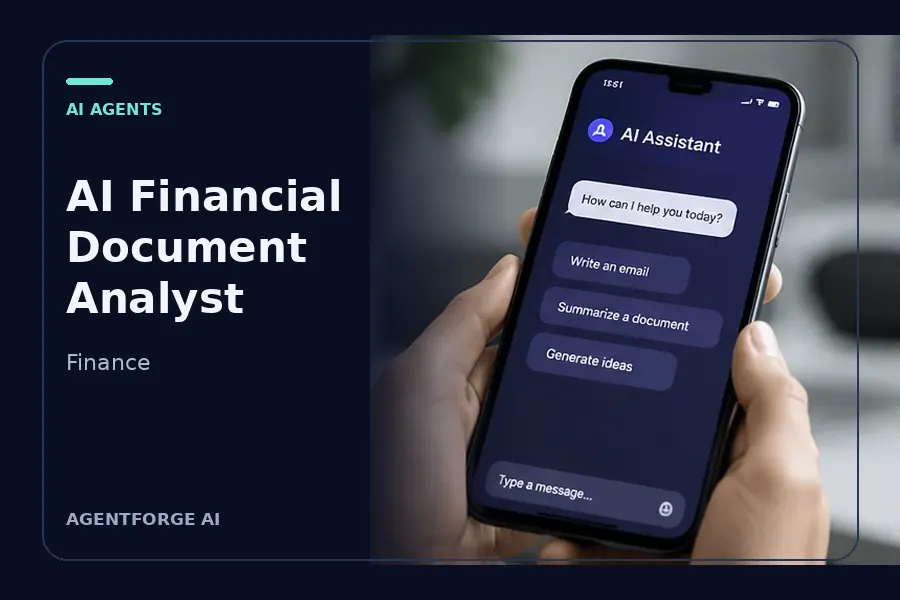 AI AGENTS
AI Financial
Document
Analyst
Finance
AGENTFORGE AI
AI Assistant
How can I help you today?
Write an email
Summarize a document
Generate ideas
Type a message...